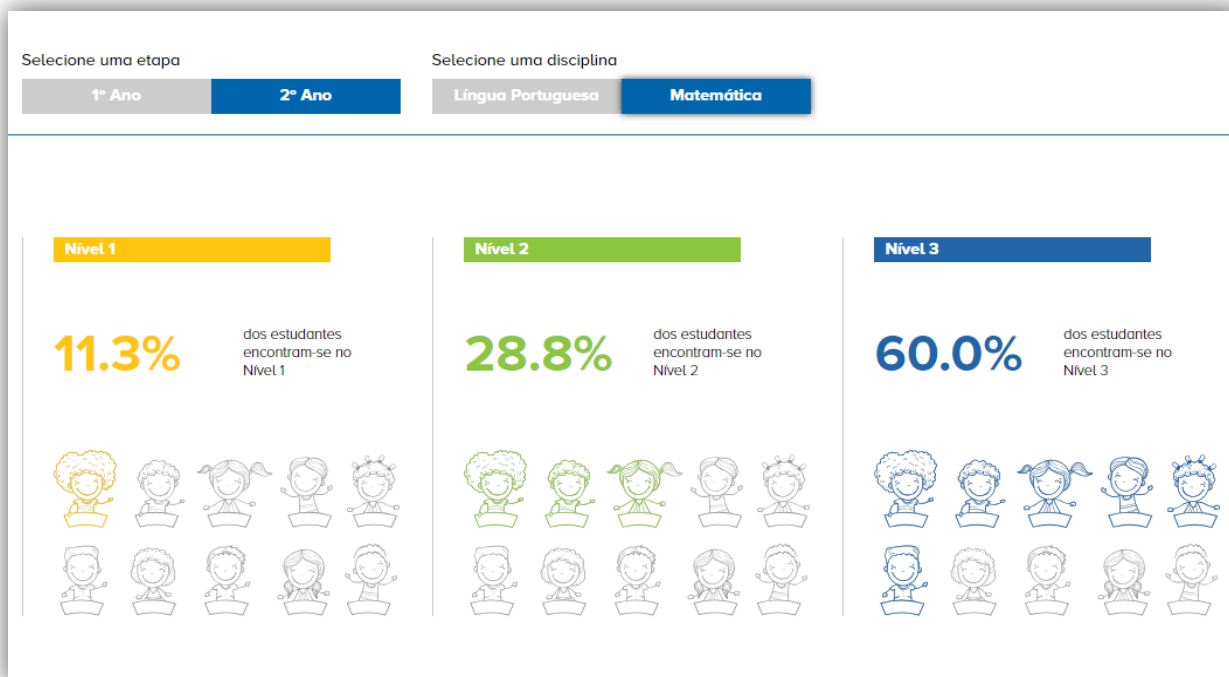 Selecione uma etapa
Selecione uma disciplina
1º Ano
2º Ano
Língua Portuguesa
Matemática
Nível 1
Nível 2
Nível 3
11.3%
dos estudantes
encontram-se no
Nível 1
28.8%
dos estudantes
encontram-se no
Nível 2
60.0%
dos estudantes
encontram-se no
Nível 3